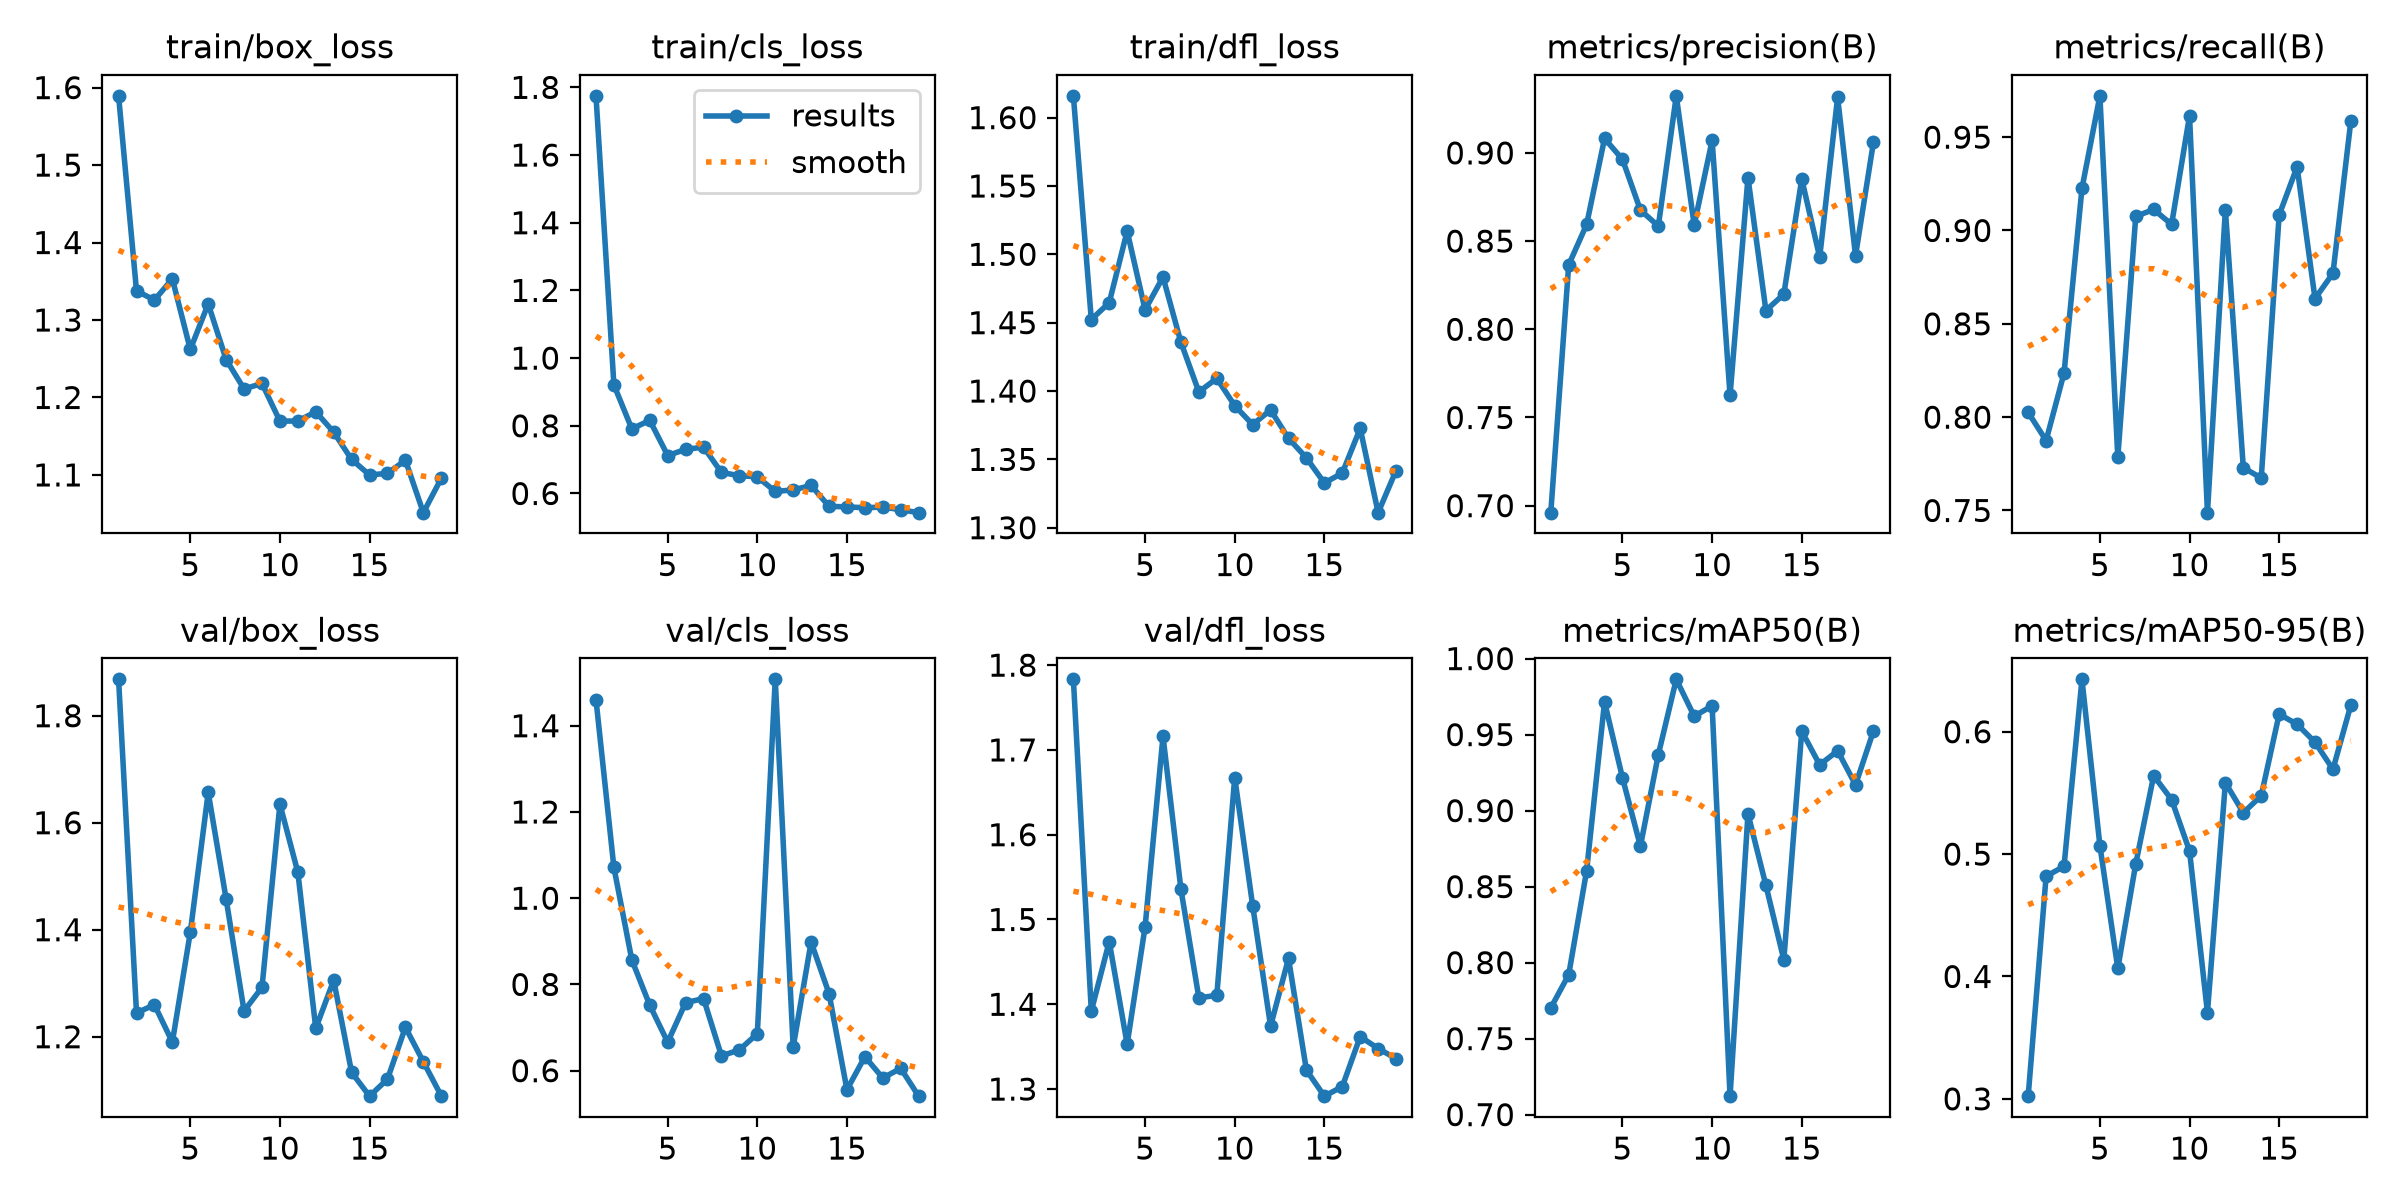 train/box_loss
1.6
1.5
1.4
1.3
1.2
1.1
5 10 15
train/cls_loss
results
smooth
1.8
1.6
1.4
1.2
1.0
0.8
0.6
5 10 15
train/dfl_loss
1.60
1.55
1.50
1.45
1.40
1.35
1.30
5 10 15
metrics/precision(B)
0.90
0.85
0.80
0.75
0.70
5 10 15
metrics/recall(B)
0.95
0.90
0.85
0.80
0.75
5 10 15
val/box_loss
1.8
1.6
1.4
1.2
5 10 15
val/cls_loss
1.4
1.2
1.0
0.8
0.6
5 10 15
val/dfl_loss
1.8
1.7
1.6
1.5
1.4
1.3
5 10 15
metrics/mAP50(B)
1.00
0.95
0.90
0.85
0.80
0.75
0.70
5 10 15
metrics/mAP50-95(B)
0.6
0.5
0.4
0.3
5 10 15